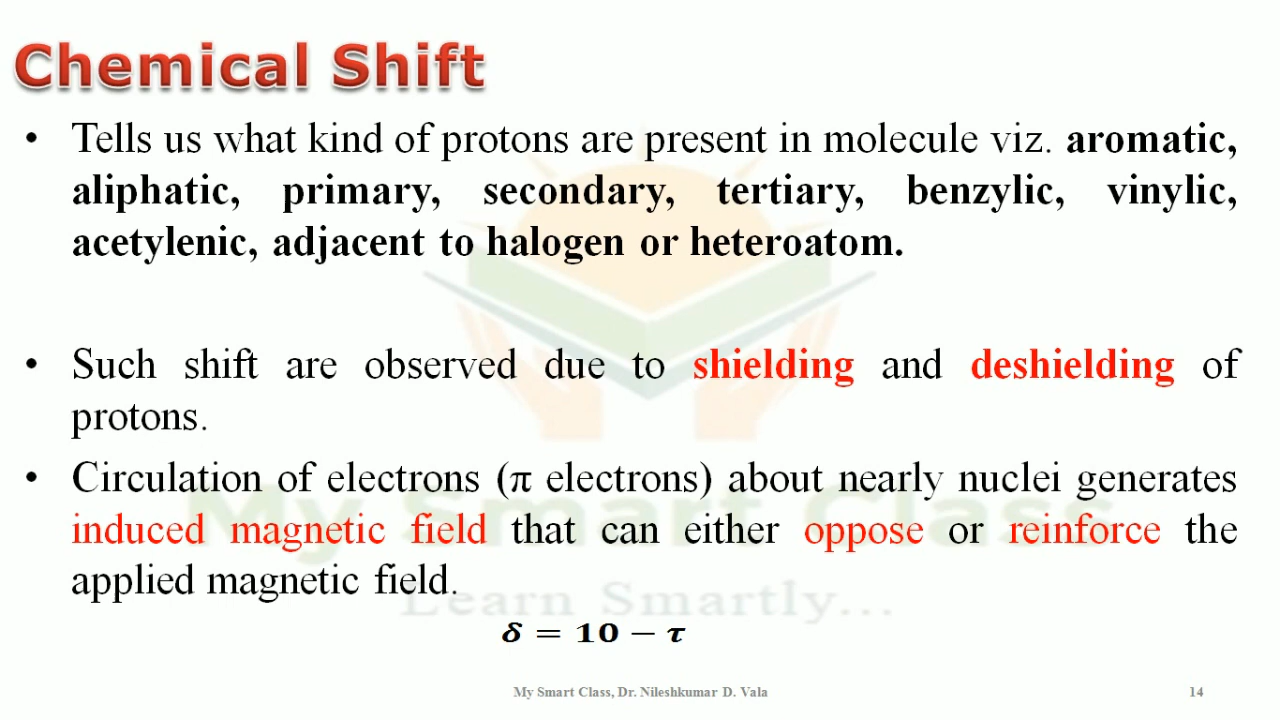 Chemical Shift
• Tells us what kind of protons are present in molecule viz. aromatic,
aliphatic, primary, secondary, tertiary, benzylic, vinylic,
acetylenic, adjacent to halogen or heteroatom.
• Such shift are observed due to shielding and deshielding of
protons.
• Circulation of electrons (π electrons) about nearly nuclei generates
induced magnetic field that can either oppose or reinforce the
applied magnetic field.
My Smart Class
Learn Smartly...
δ = 10 − τ
My Smart Class, Dr. Nileshkumar D. Vala
14